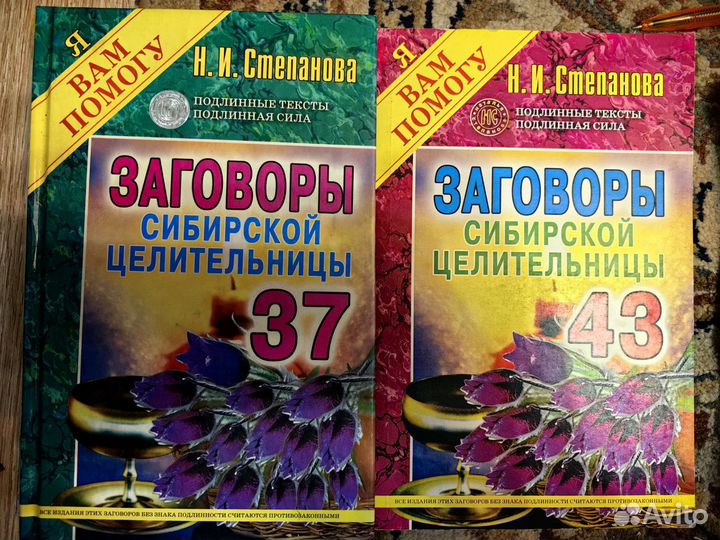 Я
ВАМ
ПОМОГУ
Н. И. Степанова
ПОДЛИННЫЕ ТЕКСТЫ
ПОДЛИННАЯ СИЛА
ЗАГОВОРЫ
СИБИРСКОЙ
ЦЕЛИТЕЛЬНИЦЫ
37
ВСЕ ИЗДАНИЯ ЭТИХ ЗАГОВОРОВ БЕЗ ЗНАКА ПОДЛИННОСТИ СЧИТАЮТСЯ ПРОТИВОЗАКОННЫМИ
Я
ВАМ
ПОМОГУ
Н. И. Степанова
ПОДЛИННЫЕ ТЕКСТЫ
ПОДЛИННАЯ СИЛА
ЗАГОВОРЫ
СИБИРСКОЙ
ЦЕЛИТЕЛЬНИЦЫ
43
ВСЕ ИЗДАНИЯ ЭТИХ ЗАГОВОРОВ БЕЗ ЗНАКА ПОДЛИННОСТИ СЧИТАЮТСЯ ПРОТИВОЗАКОННЫМИ
Avito